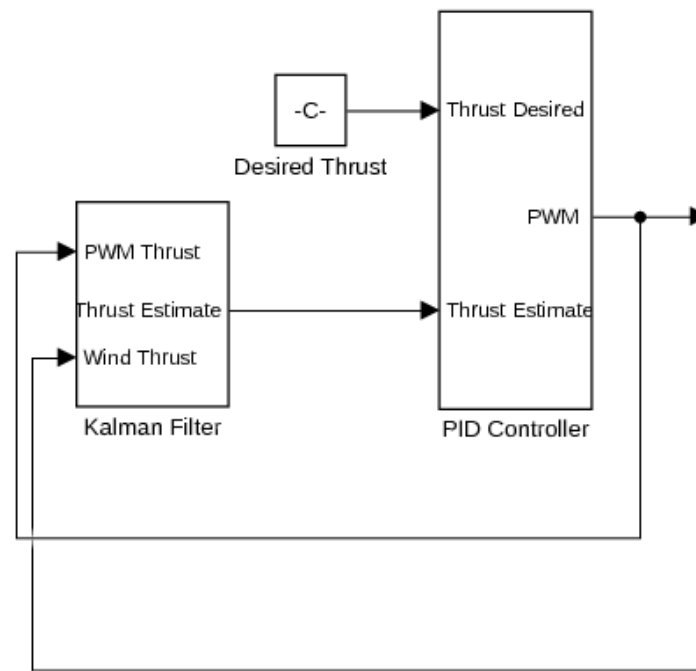 -C-
Desired Thrust
Thrust Desired
PWM
Thrust Estimate
PID Controller
PWM Thrust
Thrust Estimate
Wind Thrust
Kalman Filter